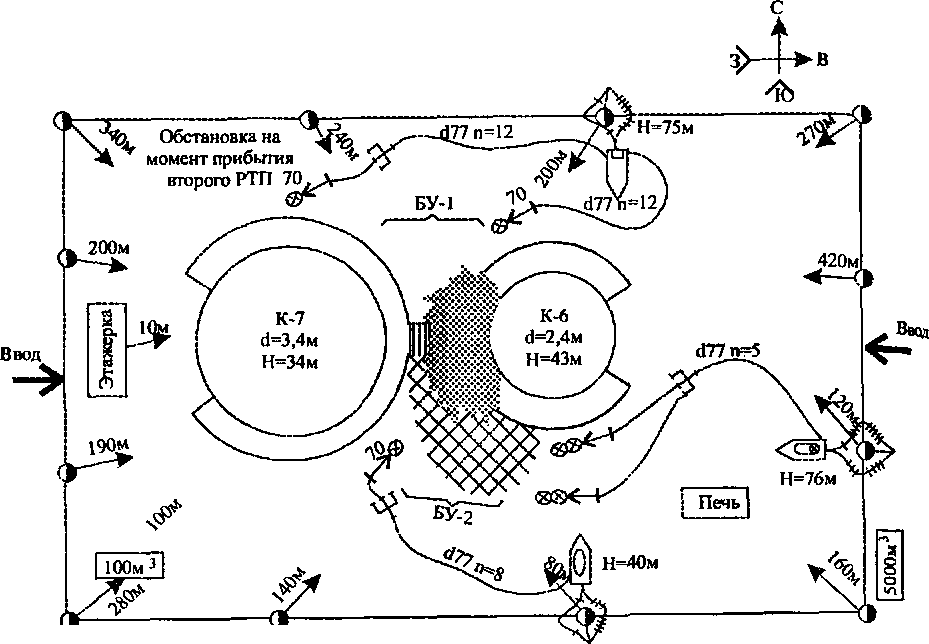 С
З
В
Ю
340м
Обстановка на
момент прибытия
второго РТП 70
240м
d77 n=12
200м
H=75м
270м
БУ-1
70
d77 n=12
200м
420м
К-7
d=3,4м
H=34м
К-6
d=2,4м
H=43м
Этажерка
10м
Ввод
Ввод
d77 n=5
120м
190м
70
H=76м
БУ-2
Печь
100м
100м³
280м
140м
d77 n=8
80м
H=40м
160м
5000м³